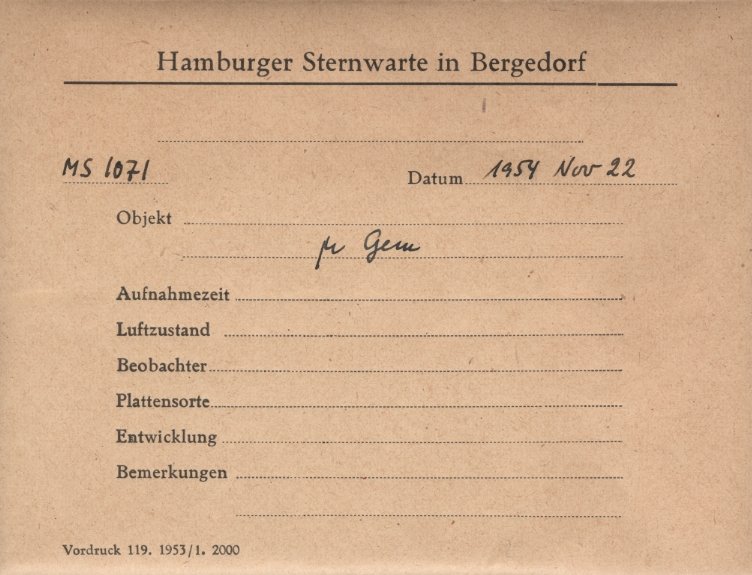 Hamburger Sternwarte in Bergedorf
MS 1071
Datum 1954 Nov 22
Objekt
μ Gem
Aufnahmezeit
Luftzustand
Beobachter
Plattensorte
Entwicklung
Bemerkungen
Vordruck 119. 1953/1. 2000